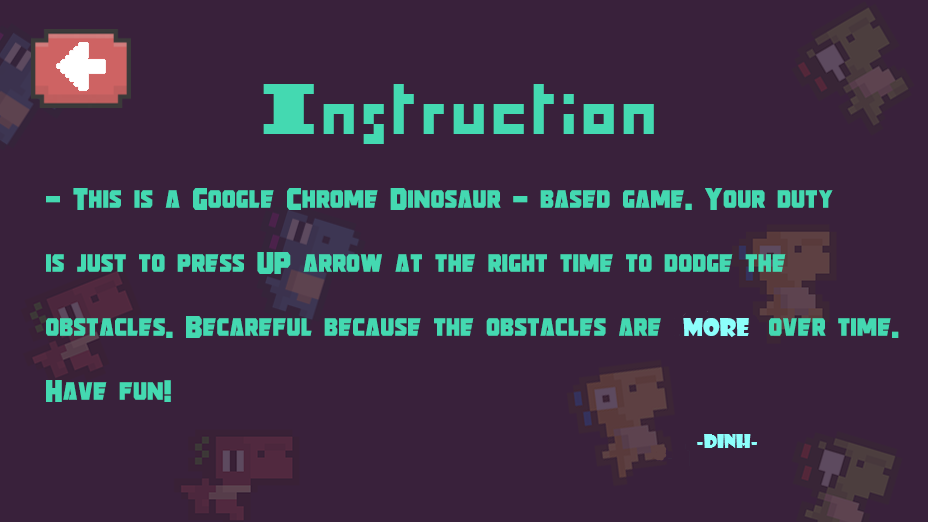 Instruction
- This is a Google Chrome Dinosaur - based game. Your duty
is just to press UP arrow at the right time to dodge the
obstacles. Becareful because the obstacles are MORE over time.
Have fun!
-DINH-